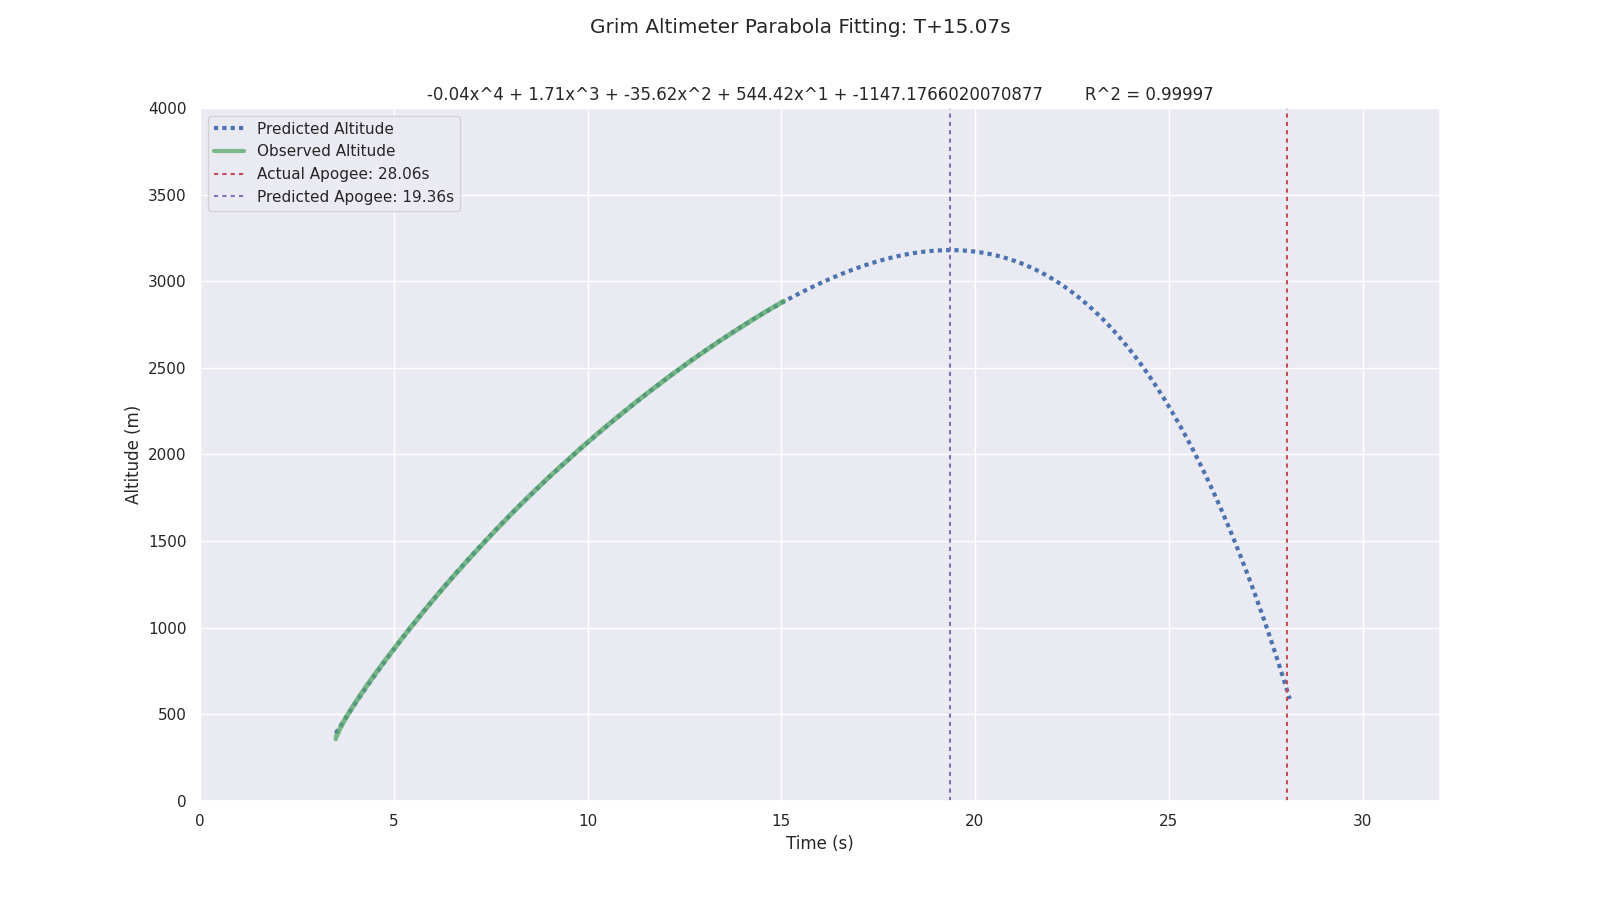 Grim Altimeter Parabola Fitting: T+15.07s
-0.04x^4 + 1.71x^3 + -35.62x^2 + 544.42x^1 + -1147.1766020070877 R^2 = 0.99997
Predicted Altitude
Observed Altitude
Actual Apogee: 28.06s
Predicted Apogee: 19.36s
4000
3500
3000
2500
2000
1500
1000
500
0
Altitude (m)
0 5 10 15 20 25 30
Time (s)